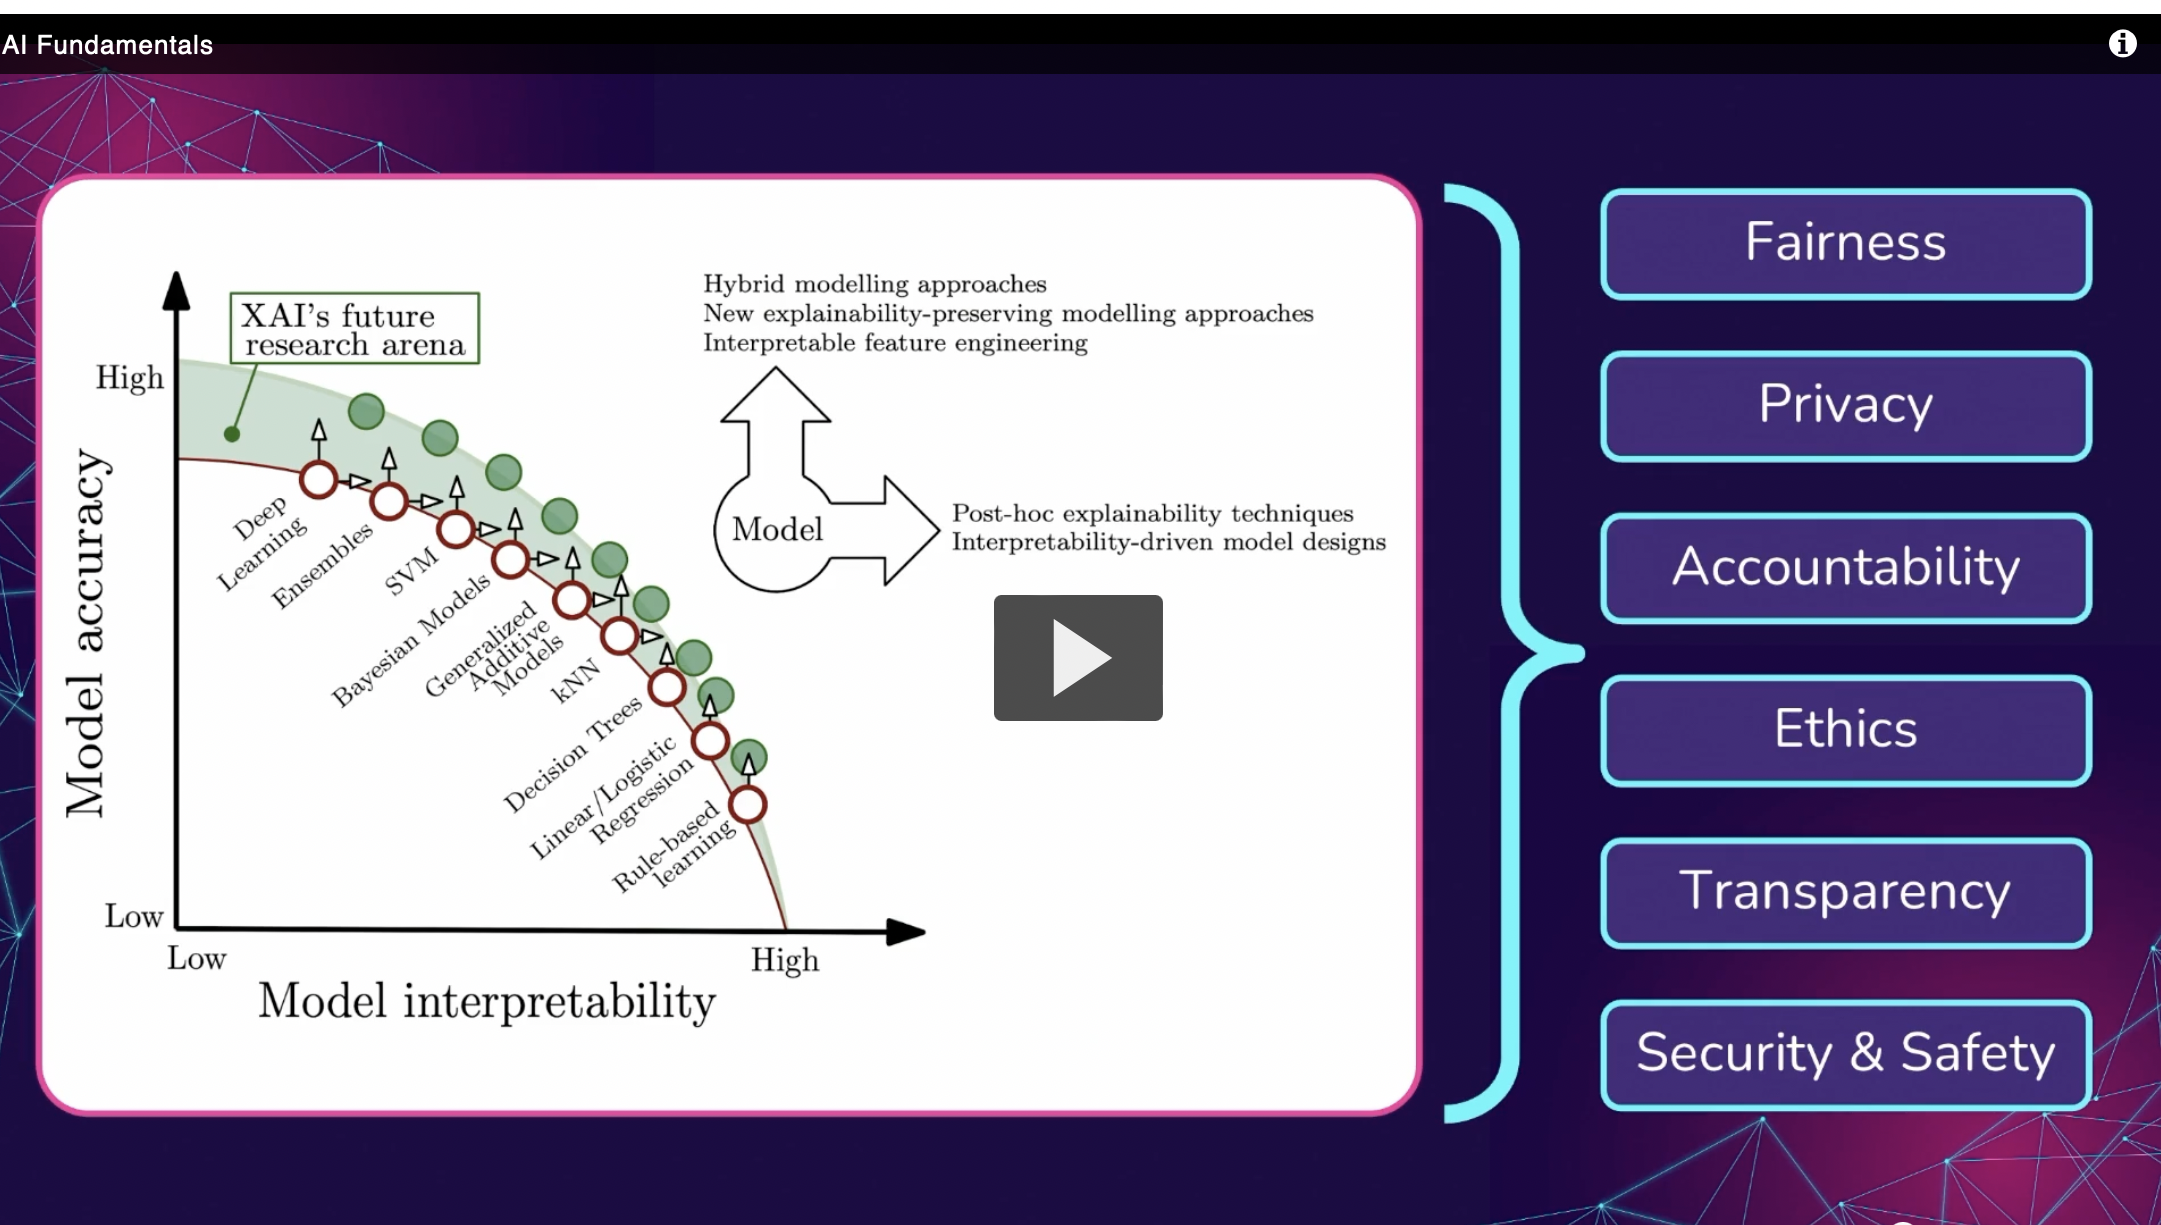 AI Fundamentals
XAI's future
research arena
High
Model accuracy
Low
Low
High
Model interpretability
Deep
Learning
Ensembles
SVM
Bayesian Models
Generalized
Additive
Models
kNN
Decision Trees
Linear/Logistic
Regression
Rule-based
learning
Hybrid modelling approaches
New explainability-preserving modelling approaches
Interpretable feature engineering
Model
Post-hoc explainability techniques
Interpretability-driven model designs
Fairness
Privacy
Accountability
Ethics
Transparency
Security & Safety